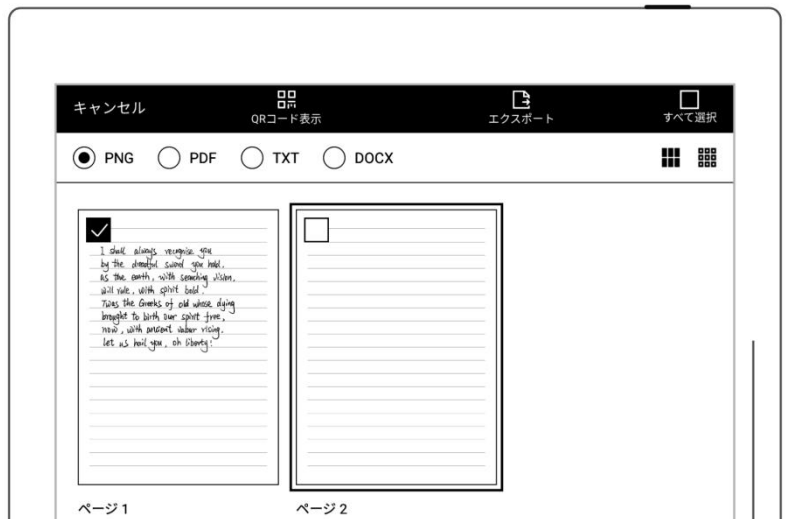 キャンセル
QRコード表示
エクスポート
すべて選択
PNG
PDF
TXT
DOCX
I shall always recognise you
by the dreadful sword you hold.
as the earth, with searching vision,
will rule, with spirit bold.
Twas the Greeks of old whose dying
brought to birth our spirit free,
now, with ancient valour rising.
let us hail you, oh liberty!
ページ 1
ページ 2